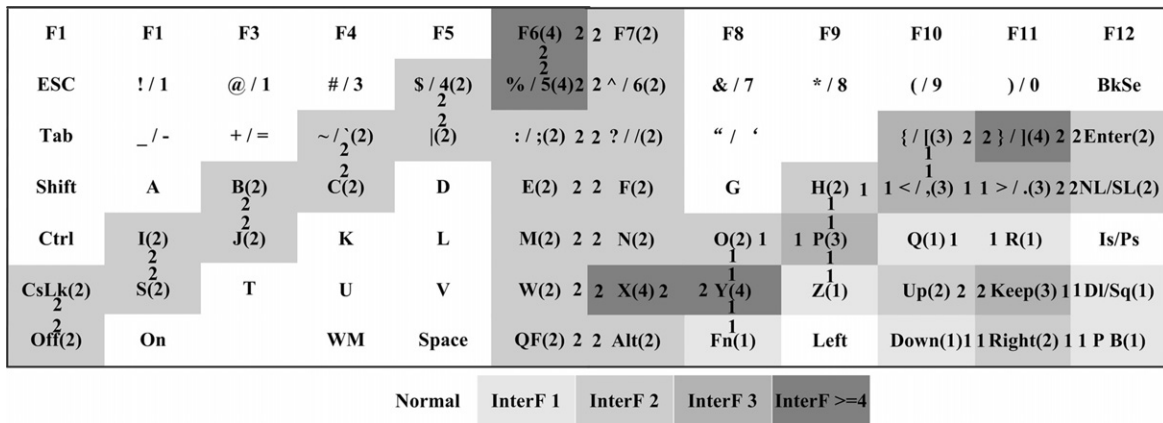 F1 F1 F3 F4 F5 F6(4) 2 2 F7(2) F8 F9 F10 F11 F12
2
2
ESC ! / 1 @ / 1 # / 3 $ / 4(2) % / 5(4) 2 2 ^ / 6(2) & / 7 * / 8 ( / 9 ) / 0 BkSe
2
2
Tab _ / - + / = ~ / `(2) |(2) : / ;(2) 2 2 ? / /(2) “ / ‘ { / [(3) 2 2 } / ](4) 2 2 Enter(2)
2 1
2 1
Shift A B(2) C(2) D E(2) 2 2 F(2) G H(2) 1 1 < / ,(3) 1 1 > / .(3) 2 2 NL/SL(2)
2 1
2 1
Ctrl I(2) J(2) K L M(2) 2 2 N(2) O(2) 1 1 P(3) Q(1) 1 1 R(1) Is/Ps
2 1 1
2 1 1
CsLk(2) S(2) T U V W(2) 2 2 X(4) 2 2 Y(4) Z(1) Up(2) 2 2 Keep(3) 1 1 Dl/Sq(1)
2 1
2 1
Off(2) On WM Space QF(2) 2 2 Alt(2) Fn(1) Left Down(1) 1 1 Right(2) 1 1 P B(1)
Normal InterF 1 InterF 2 InterF 3 InterF >=4